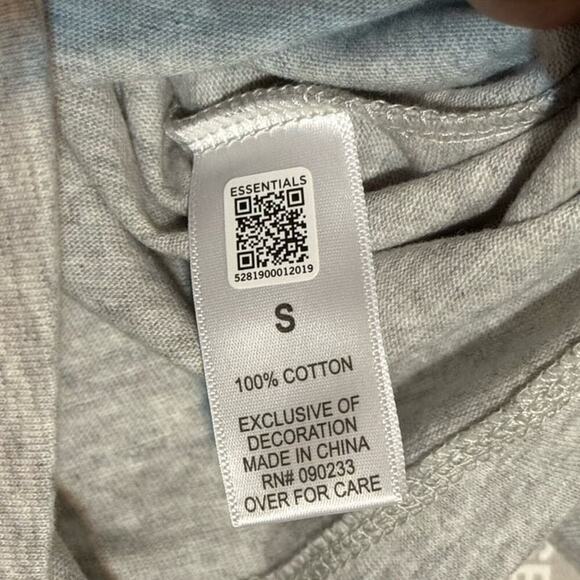 ESSENTIALS
5281900012019
S
100% COTTON
EXCLUSIVE OF
DECORATION
MADE IN CHINA
RN# 090233
OVER FOR CARE